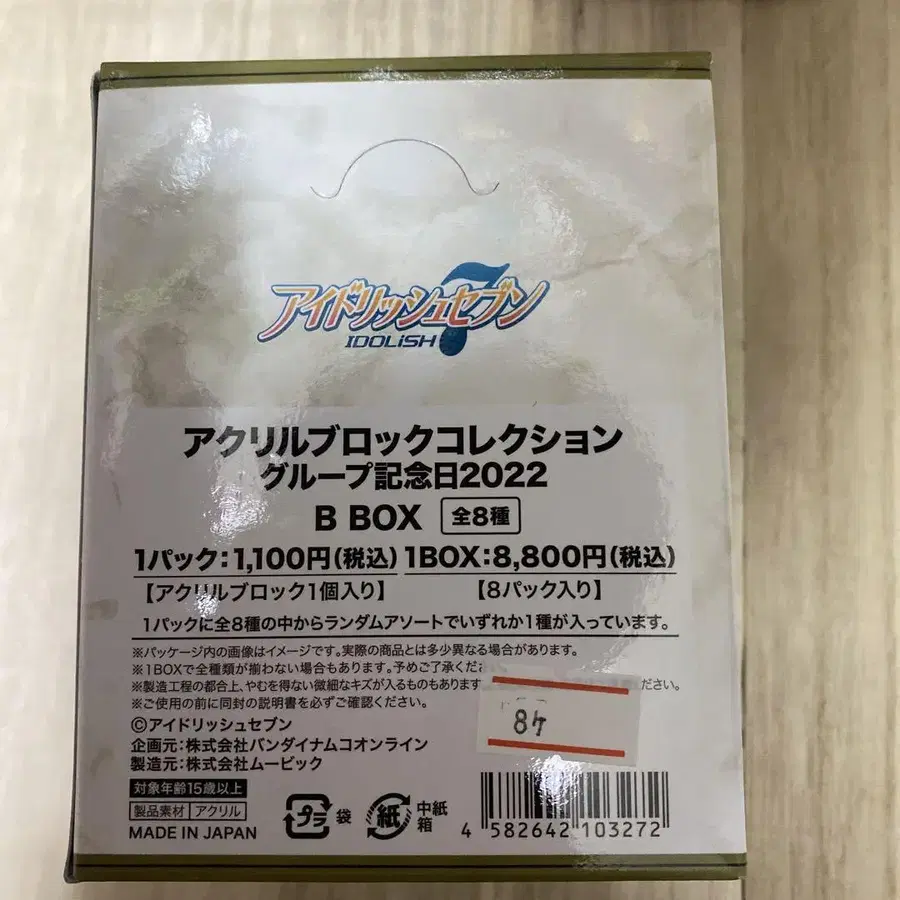 アイドリッシュセブン
7
IDOLiSH
アクリルブロックコレクション
グループ記念日2022
B BOX 全8種
1パック:1,100円(税込) 1BOX:8,800円(税込)
【アクリルブロック1個入り】 【8パック入り】
1パックに全8種の中からランダムアソートでいずれか1種が入っています。
※パッケージ内の画像はイメージです。実際の商品とは多少異なる場合があります。
※1BOXで全種類が揃わない場合もあります。予めご了承くださ
※製造工程の都合上、やむを得ない微細なキズが入るものもあります ださい。
※ご使用の前に同封の説明書を必ずご確認ください。
©アイドリッシュセブン
企画元:株式会社バンダイナムコオンライン
製造元:株式会社ムービック
84
対象年齢15歳以上
製品素材 アクリル
MADE IN JAPAN
プラ 袋
紙 中紙箱
4 582642 103272